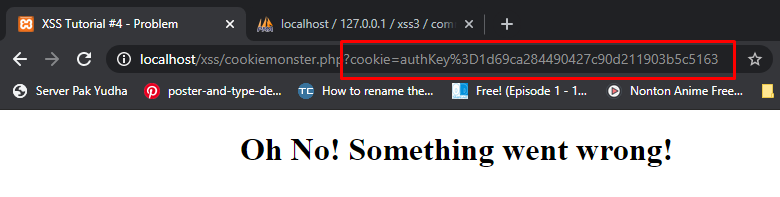 XSS Tutorial #4 - Problem
localhost / 127.0.0.1 / xss3 / com
localhost/xss/cookiemonster.php?cookie=authKey%3D1d69ca284490427c90d211903b5c5163
Server Pak Yudha poster-and-type-de... TC How to rename the... Free! (Episode 1 - 1... Nonton Anime Free...
Oh No! Something went wrong!